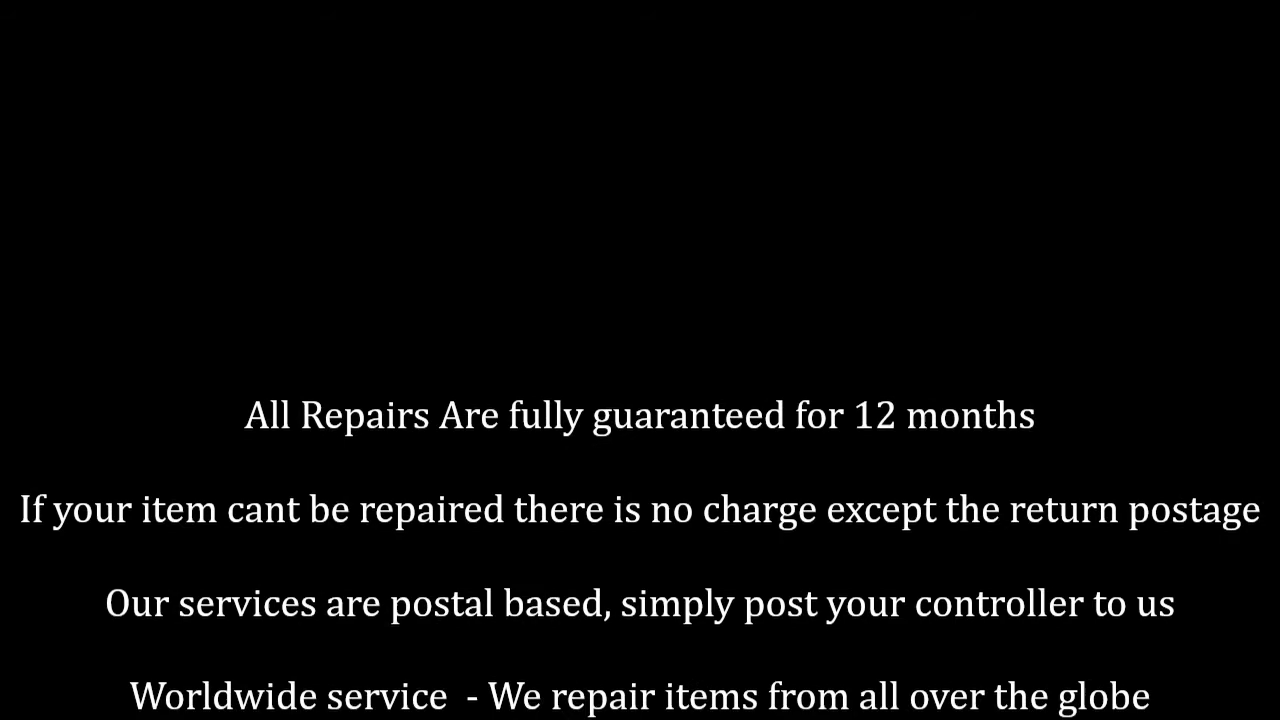 All Repairs Are fully guaranteed for 12 months
If your item cant be repaired there is no charge except the return postage
Our services are postal based, simply post your controller to us
Worldwide service  - We repair items from all over the globe